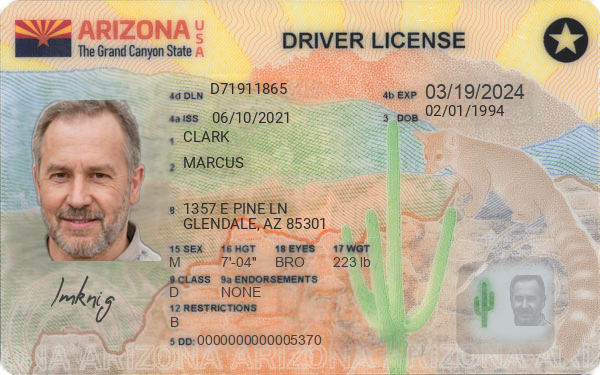 ARIZONA USA
The Grand Canyon State
DRIVER LICENSE
4d DLN D71911865
4b EXP 03/19/2024
4a ISS 06/10/2021
3 DOB 02/01/1994
1 CLARK
2 MARCUS
8 1357 E PINE LN
GLENDALE, AZ 85301
15 SEX 16 HGT 18 EYES 17 WGT
M 7'-04" BRO 223 lb
9 CLASS 9a ENDORSEMENTS
D NONE
12 RESTRICTIONS
B
5 DD: 0000000000005370
ARIZONA ARIZONA ARIZONA ARIZONA